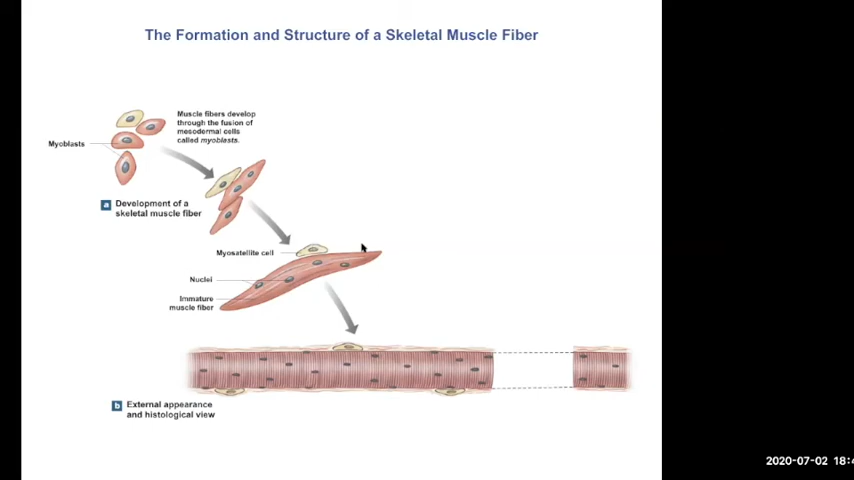 The Formation and Structure of a Skeletal Muscle Fiber
Muscle fibers develop
through the fusion of
mesodermal cells
called myoblasts.
Myoblasts
a Development of a
skeletal muscle fiber
Myosatellite cell
Nuclei
Immature
muscle fiber
b External appearance
and histological view
2020-07-02 18:4